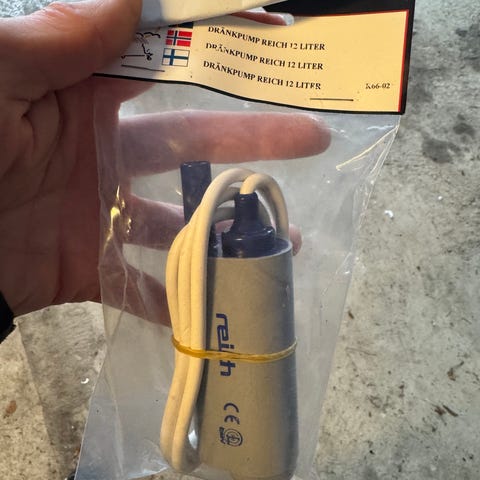 DRÄNKPUMP REICH 12 LITER
DRÄNKPUMP REICH 12 LITER
DRÄNKPUMP REICH 12 LITER
K66-02
reich
CE